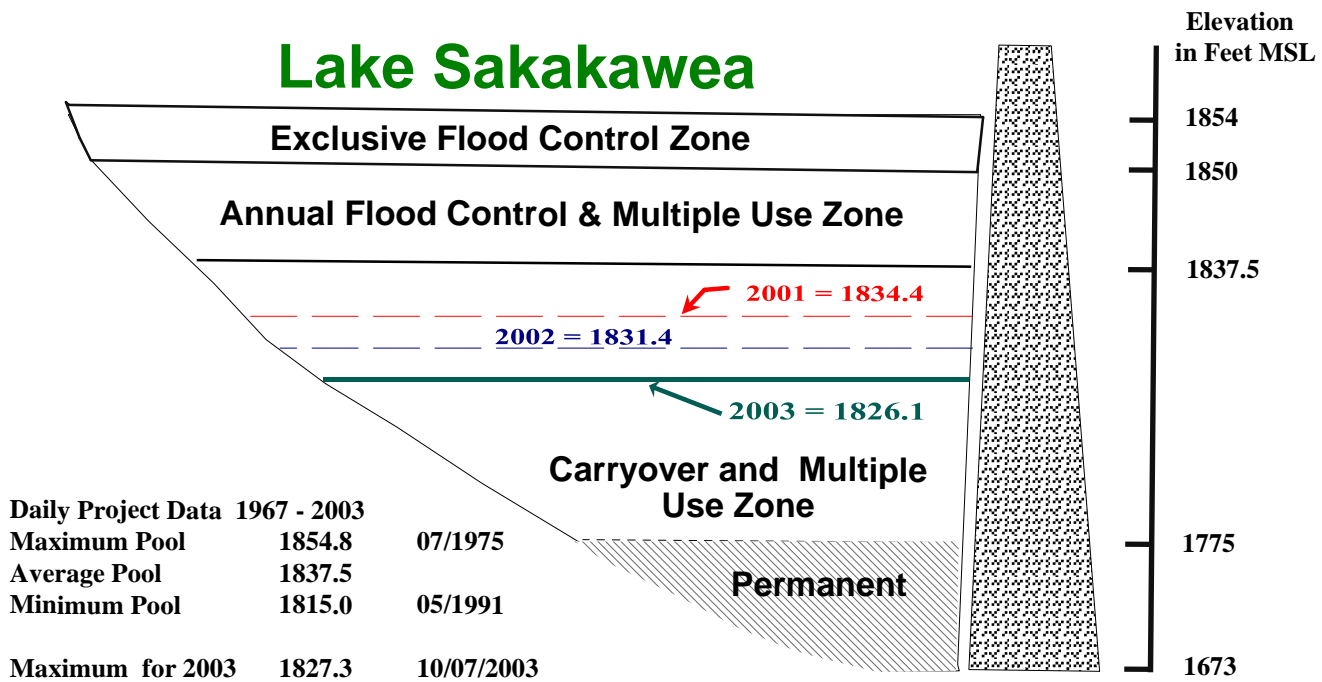 Elevation
in Feet MSL
Lake Sakakawea
1854
Exclusive Flood Control Zone
1850
Annual Flood Control & Multiple Use Zone
1837.5
2001 = 1834.4
2002 = 1831.4
2003 = 1826.1
Carryover and Multiple
Use Zone
Daily Project Data 1967 - 2003
Maximum Pool 1854.8 07/1975
1775
Average Pool 1837.5
Permanent
Minimum Pool 1815.0 05/1991
Maximum for 2003 1827.3 10/07/2003
1673